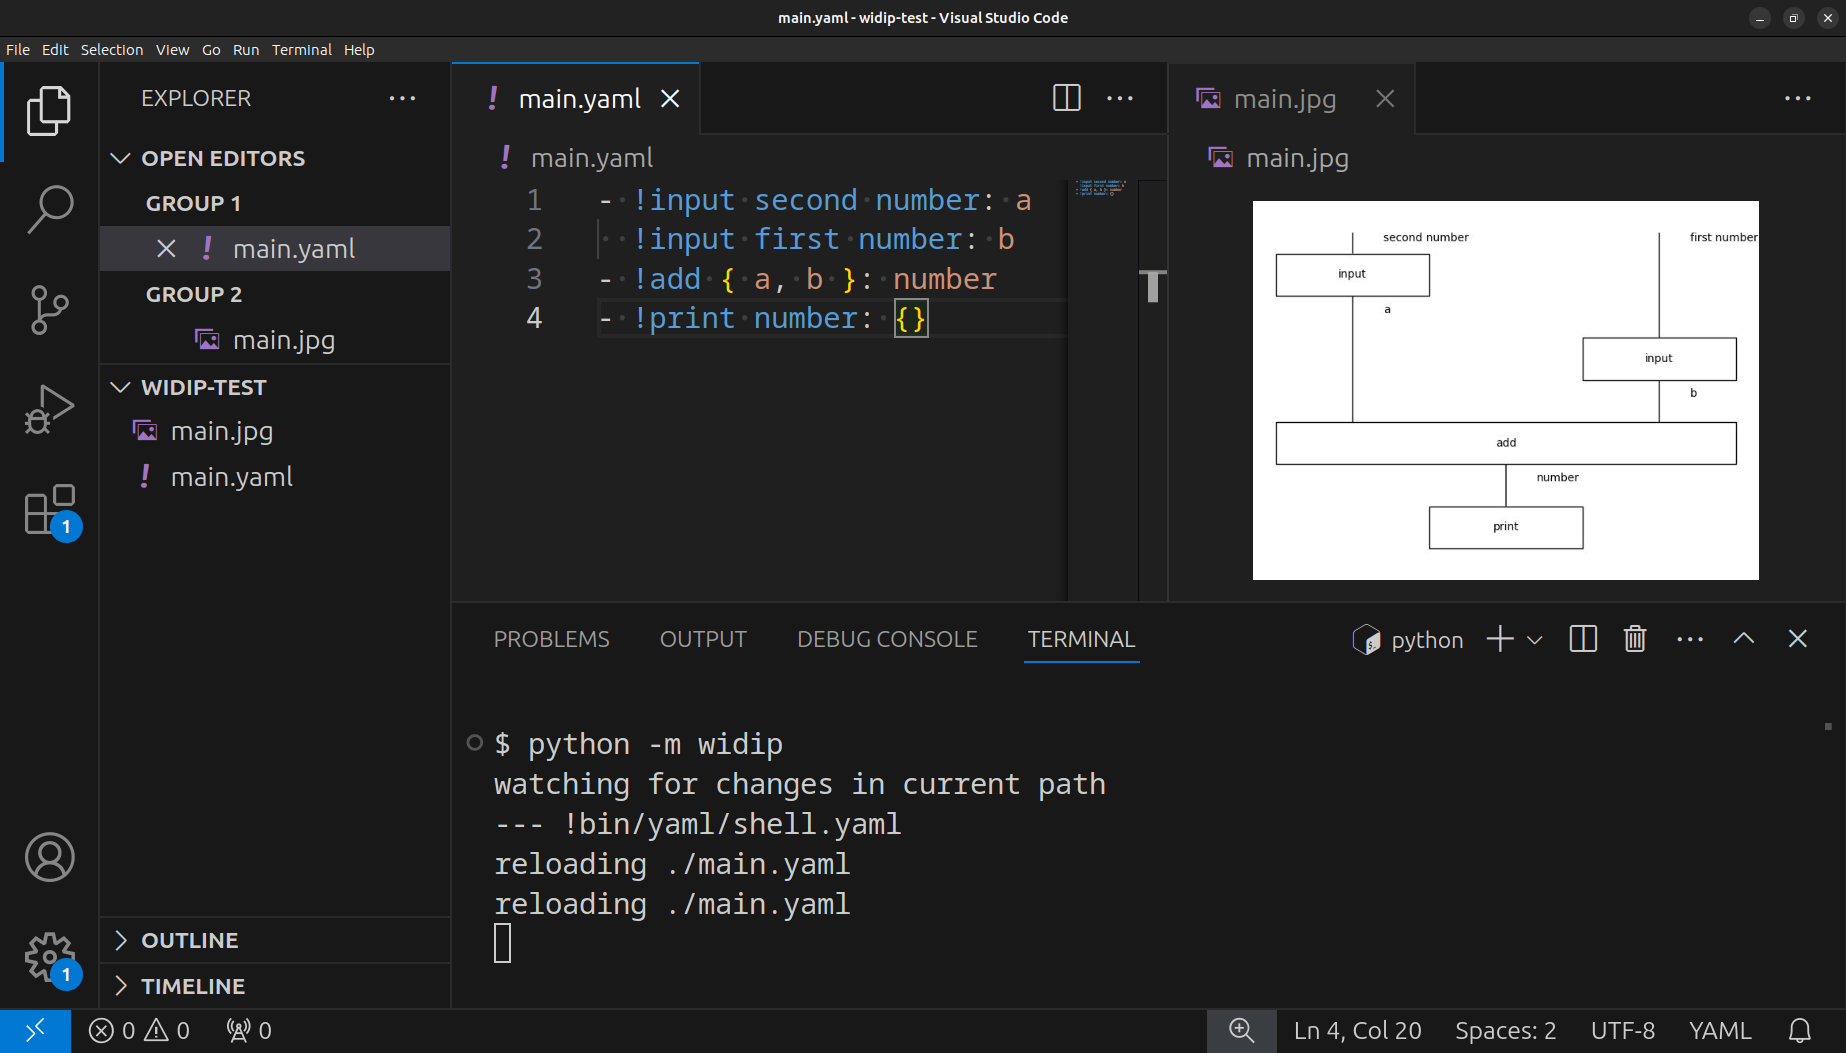 main.yaml - widip-test - Visual Studio Code
File Edit Selection View Go Run Terminal Help
EXPLORER
OPEN EDITORS
GROUP 1
main.yaml
GROUP 2
main.jpg
WIDIP-TEST
main.jpg
! main.yaml
OUTLINE
TIMELINE
1
1
! main.yaml
! main.yaml
1 - !input second number: a
2 !input first number: b
3 - !add { a, b }: number
4 - !print number: {}
main.jpg
main.jpg
second number
first number
input
a
input
b
add
number
print
PROBLEMS OUTPUT DEBUG CONSOLE TERMINAL
python
$ python -m widip
watching for changes in current path
--- !bin/yaml/shell.yaml
reloading ./main.yaml
reloading ./main.yaml
0 0 0
Ln 4, Col 20 Spaces: 2 UTF-8 YAML